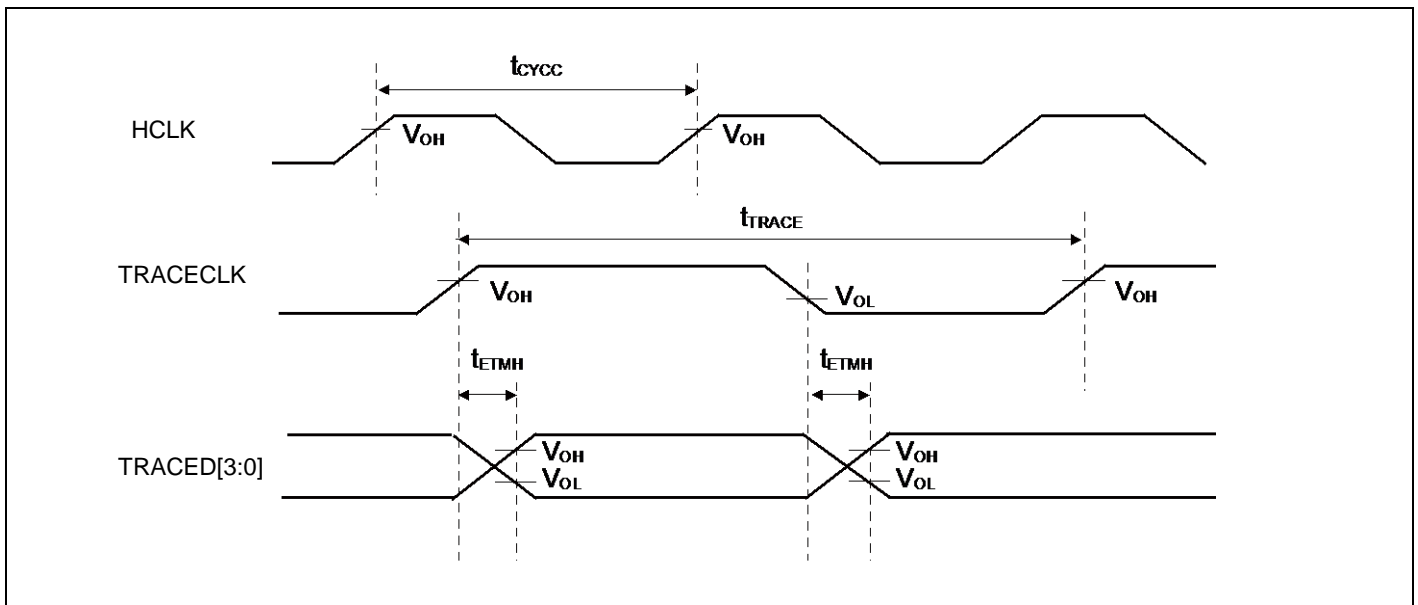 tCYCC
HCLK
VOH
VOH
tTRACE
TRACECLK
VOH
VOL
VOH
tETMH
tETMH
TRACED[3:0]
VOH
VOH
VOL
VOL